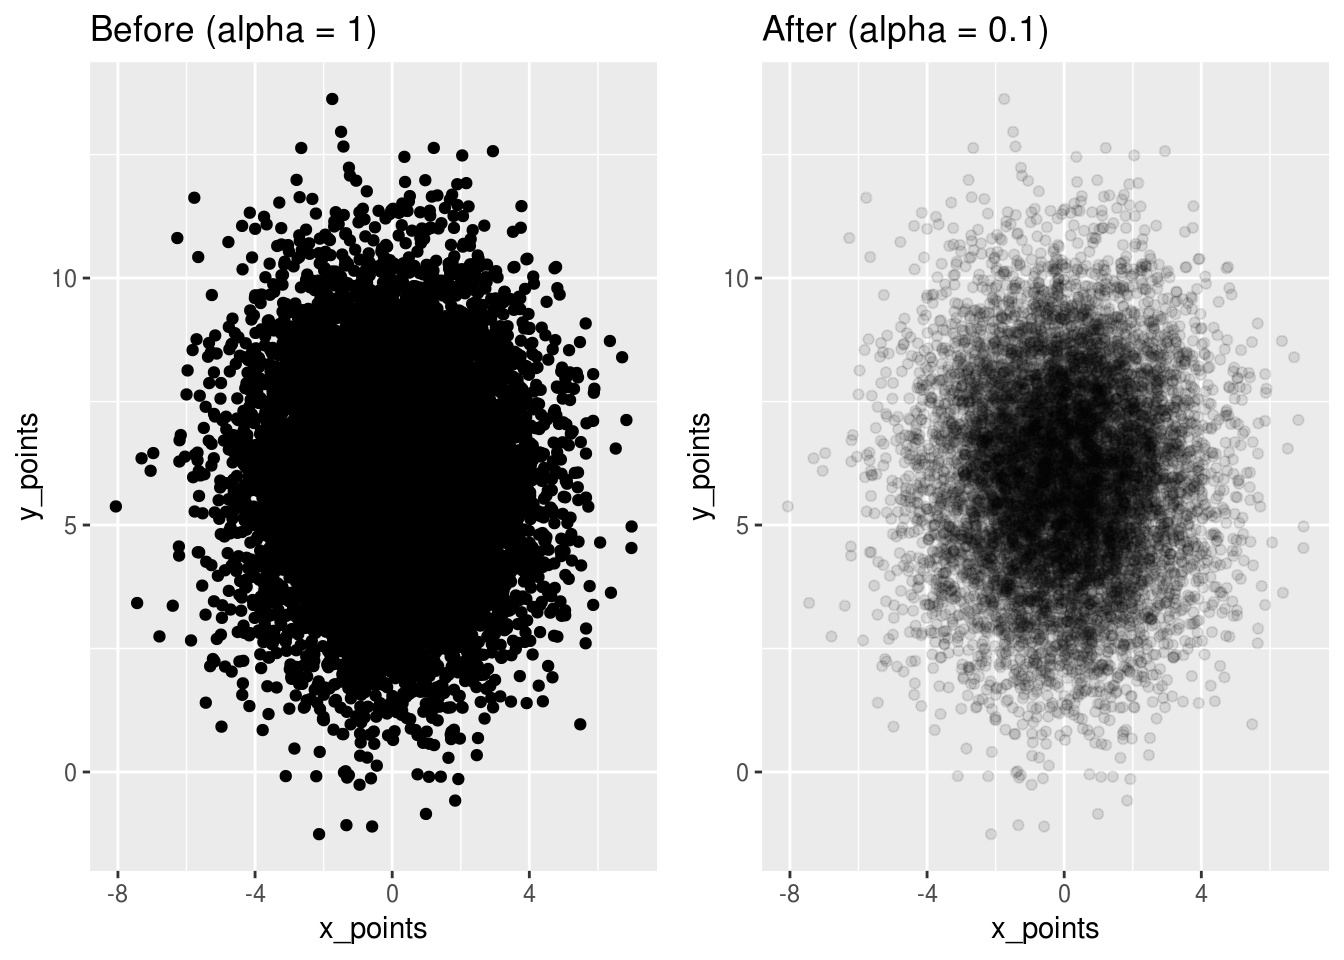 Before (alpha = 1)
10
5
0
y_points
-8 -4 0 4
x_points
After (alpha = 0.1)
10
5
0
y_points
-8 -4 0 4
x_points